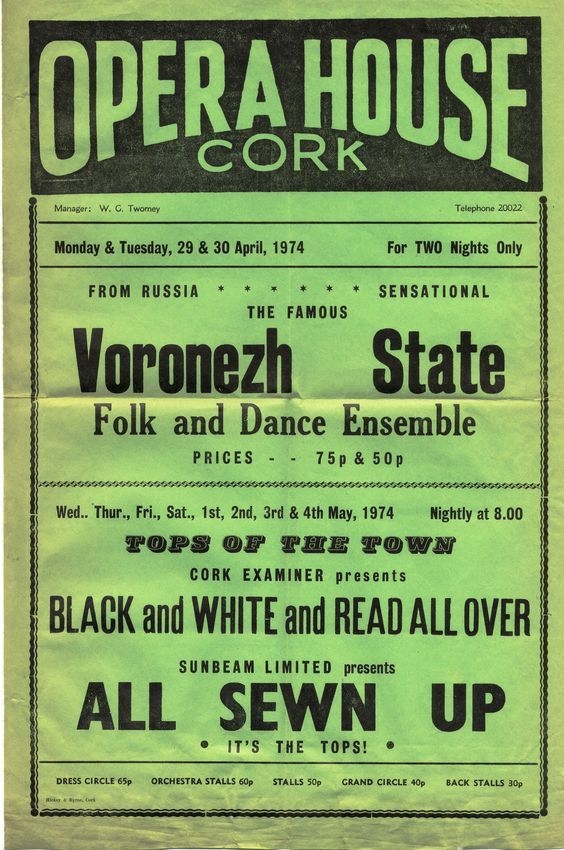 OPERA HOUSE
CORK
Manager: W. G. Twomey Telephone 20022
Monday & Tuesday, 29 & 30 April, 1974 For TWO Nights Only
FROM RUSSIA * * * * * * SENSATIONAL
THE FAMOUS
Voronezh State
Folk and Dance Ensemble
PRICES - - 75p & 50p
Wed.. Thur., Fri., Sat., 1st, 2nd, 3rd & 4th May, 1974 Nightly at 8.00
TOPS OF THE TOWN
CORK EXAMINER presents
BLACK and WHITE and READ ALL OVER
SUNBEAM LIMITED presents
ALL SEWN UP
• IT'S THE TOPS! •
DRESS CIRCLE 65p ORCHESTRA STALLS 60p STALLS 50p GRAND CIRCLE 40p BACK STALLS 30p
Hickey & Byrne, Cork